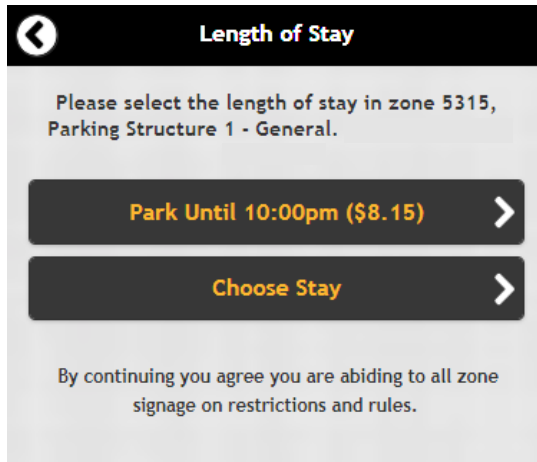 Length of Stay
Please select the length of stay in zone 5315,
Parking Structure 1 - General.
Park Until 10:00pm ($8.15)
Choose Stay
By continuing you agree you are abiding to all zone
signage on restrictions and rules.